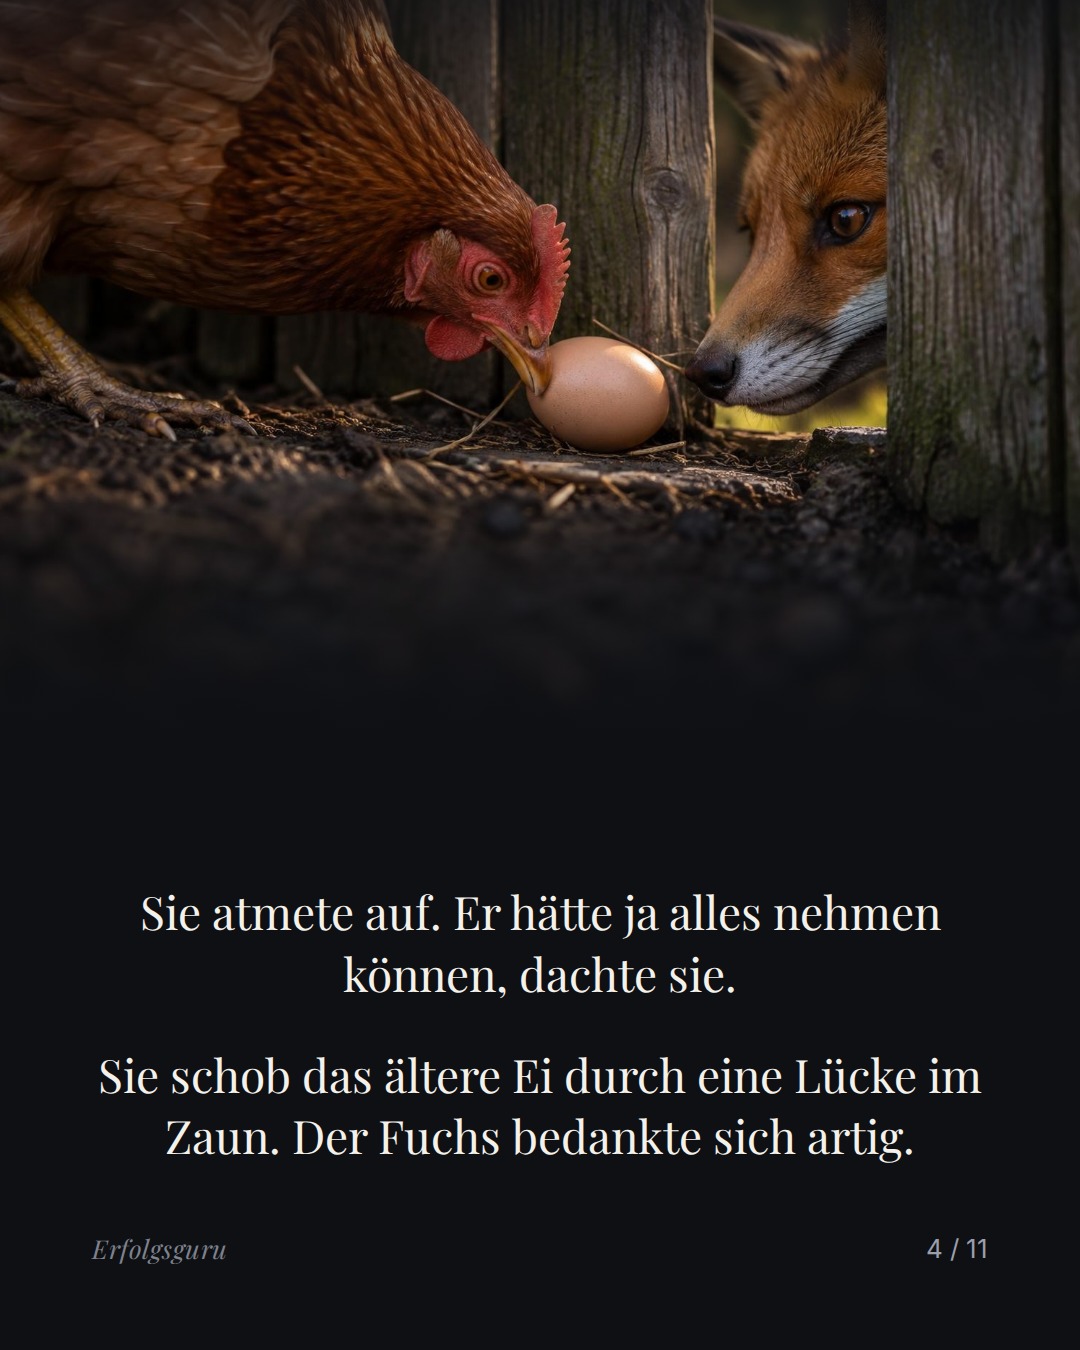 Sie atmete auf. Er hätte ja alles nehmen
können, dachte sie.
Sie schob das ältere Ei durch eine Lücke im
Zaun. Der Fuchs bedankte sich artig.
Erfolgsguru
4 / 11